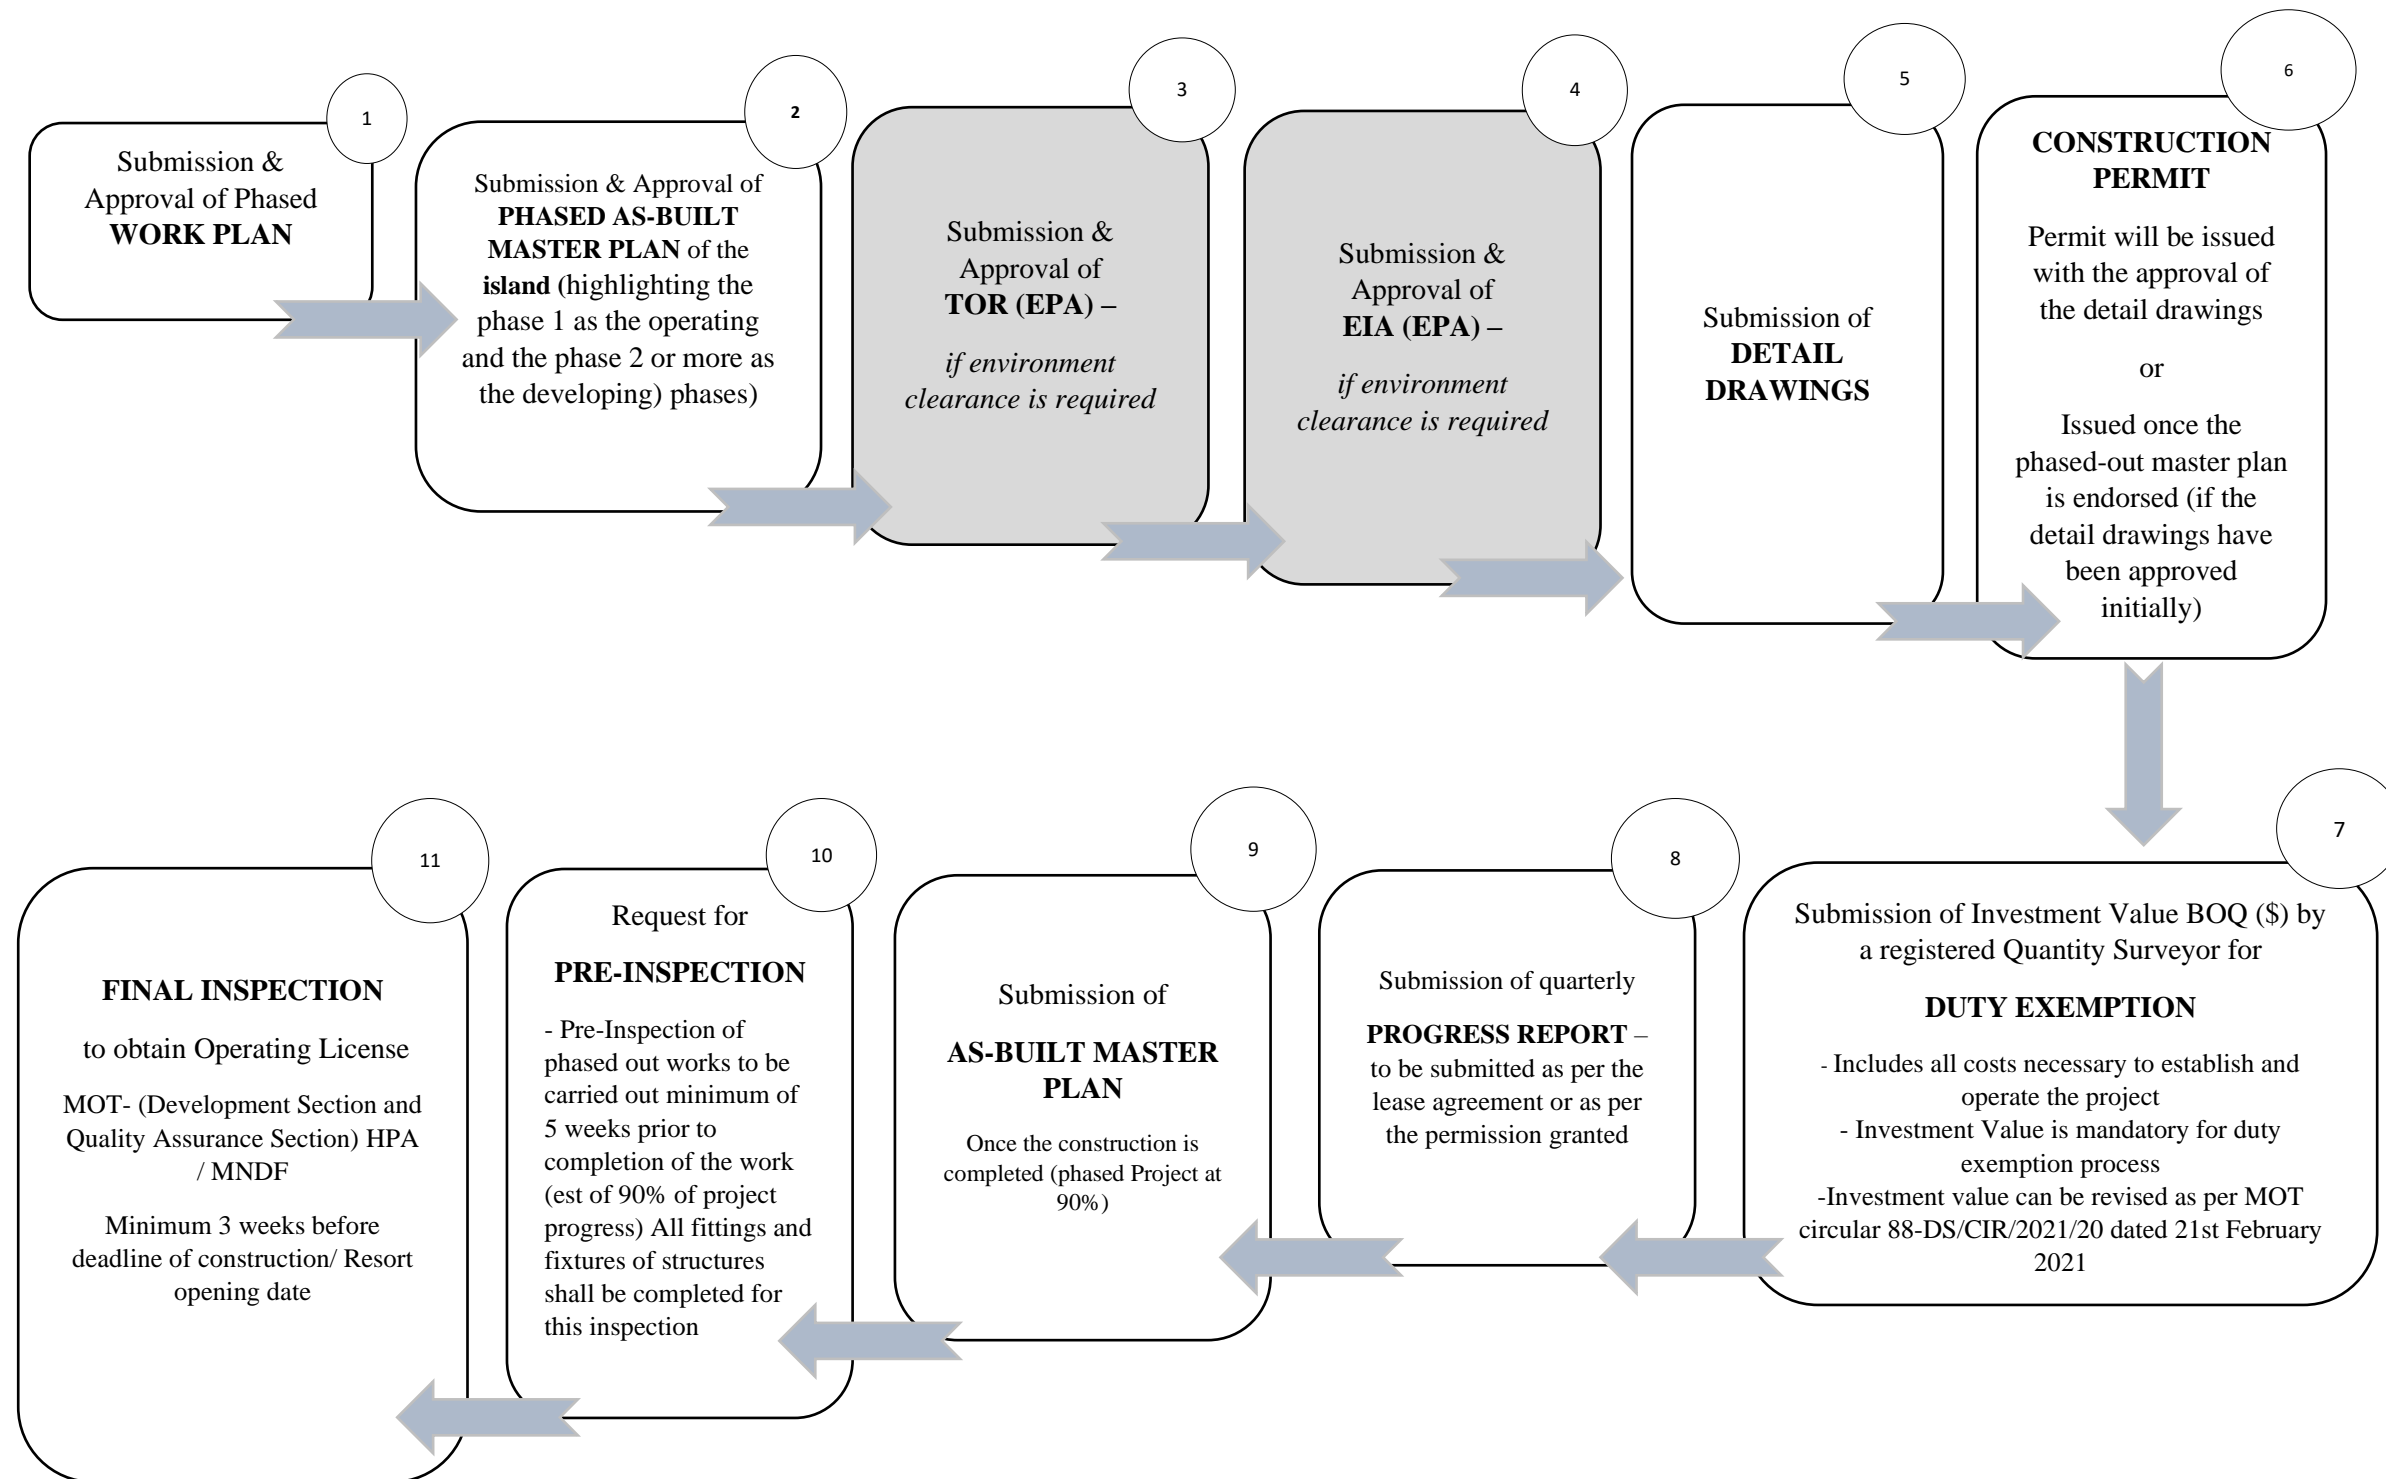 1
Submission &
Approval of Phased
WORK PLAN
2
Submission & Approval of
PHASED AS-BUILT
MASTER PLAN of the
island (highlighting the
phase 1 as the operating
and the phase 2 or more as
the developing) phases)
3
Submission &
Approval of
TOR (EPA) –
if environment
clearance is required
4
Submission &
Approval of
EIA (EPA) –
if environment
clearance is required
5
Submission of
DETAIL
DRAWINGS
6
CONSTRUCTION
PERMIT
Permit will be issued
with the approval of
the detail drawings
or
Issued once the
phased-out master plan
is endorsed (if the
detail drawings have
been approved
initially)
7
Submission of Investment Value BOQ ($) by
a registered Quantity Surveyor for
DUTY EXEMPTION
- Includes all costs necessary to establish and
operate the project
- Investment Value is mandatory for duty
exemption process
-Investment value can be revised as per MOT
circular 88-DS/CIR/2021/20 dated 21st February
2021
8
Submission of quarterly
PROGRESS REPORT –
to be submitted as per the
lease agreement or as per
the permission granted
9
Submission of
AS-BUILT MASTER
PLAN
Once the construction is
completed (phased Project at
90%)
10
Request for
PRE-INSPECTION
- Pre-Inspection of
phased out works to be
carried out minimum of
5 weeks prior to
completion of the work
(est of 90% of project
progress) All fittings and
fixtures of structures
shall be completed for
this inspection
11
FINAL INSPECTION
to obtain Operating License
MOT- (Development Section and
Quality Assurance Section) HPA
/ MNDF
Minimum 3 weeks before
deadline of construction/ Resort
opening date